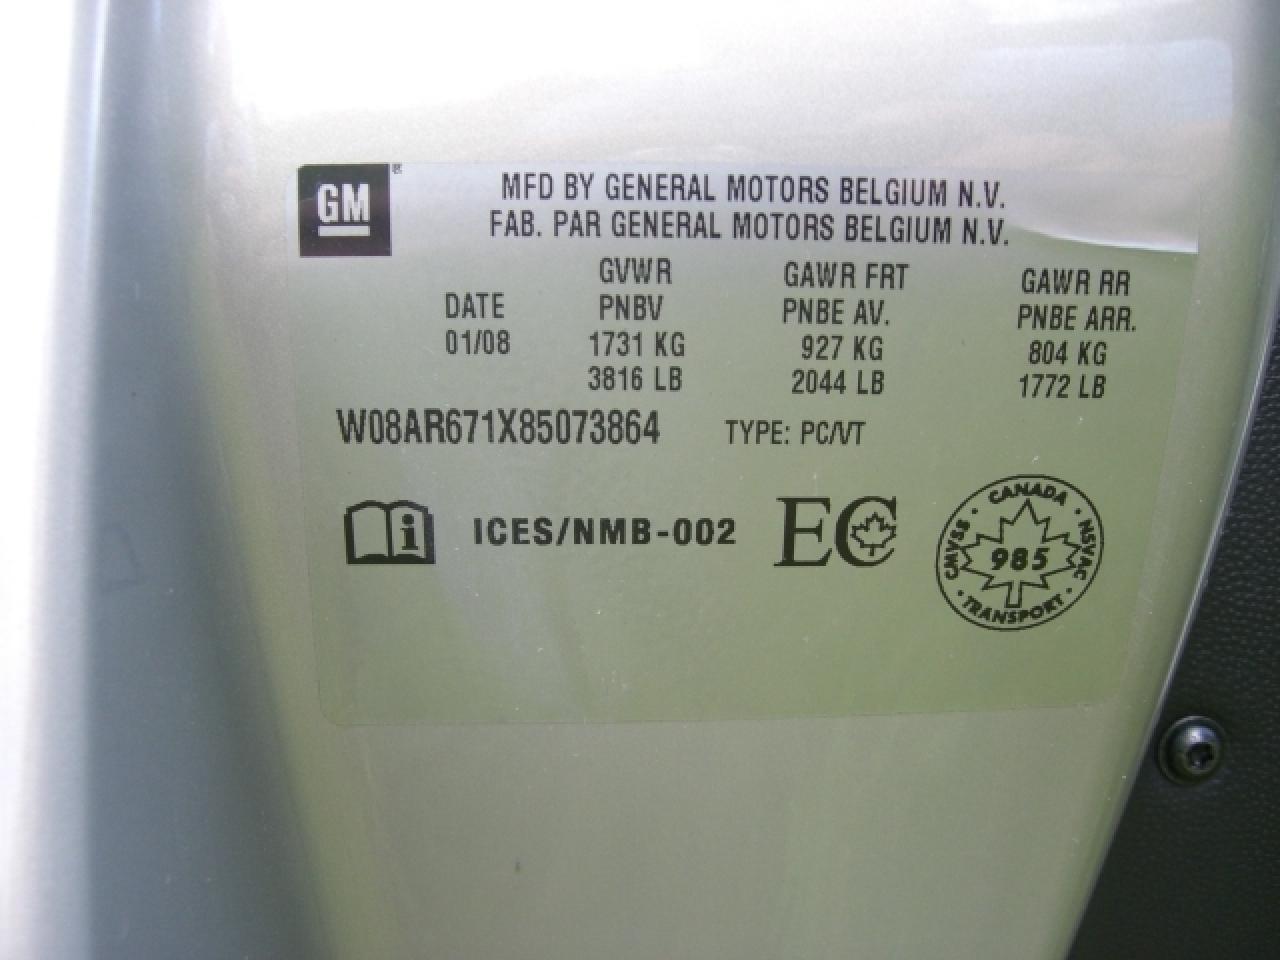 GM®
MFD BY GENERAL MOTORS BELGIUM N.V.
FAB. PAR GENERAL MOTORS BELGIUM N.V.
GVWR GAWR FRT GAWR RR
DATE PNBV PNBE AV. PNBE ARR.
01/08 1731 KG 927 KG 804 KG
3816 LB 2044 LB 1772 LB
W08AR671X85073864 TYPE: PC/VT
i ICES/NMB-002 EC
CANADA
CMVSS · 985 · NSVAC
· TRANSPORT ·